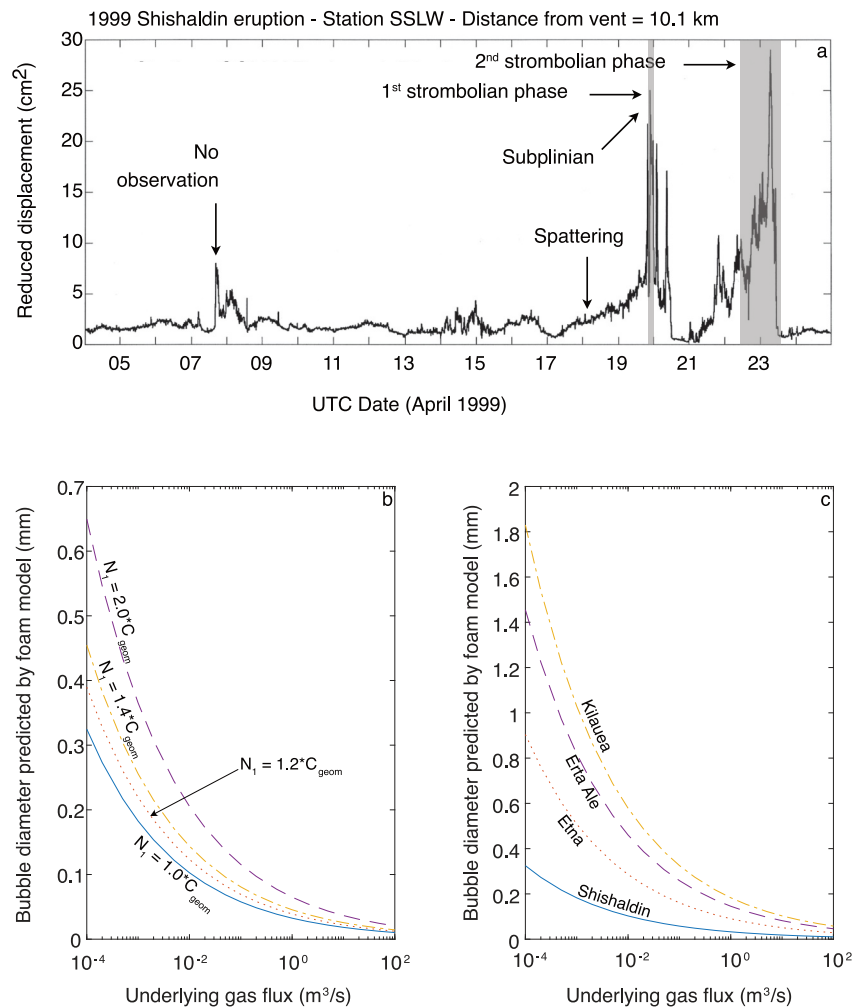 1999 Shishaldin eruption - Station SSLW - Distance from vent = 10.1 km
a
Reduced displacement (cm²)
30
25
20
15
10
5
0
2nd strombolian phase
1st strombolian phase
Subplinian
No
observation
Spattering
05 07 09 11 13 15 17 19 21 23
UTC Date (April 1999)
b
Bubble diameter predicted by foam model (mm)
0.7
0.6
0.5
0.4
0.3
0.2
0.1
0
N₁ = 2.0*C geom
N₁ = 1.4*C geom
N₁ = 1.2*C geom
N₁ = 1.0*C geom
10⁻⁴ 10⁻² 10⁰ 10²
Underlying gas flux (m³/s)
c
Bubble diameter predicted by foam model (mm)
2
1.8
1.6
1.4
1.2
1
0.8
0.6
0.4
0.2
0
Kilauea
Erta Ale
Etna
Shishaldin
10⁻⁴ 10⁻² 10⁰ 10²
Underlying gas flux (m³/s)